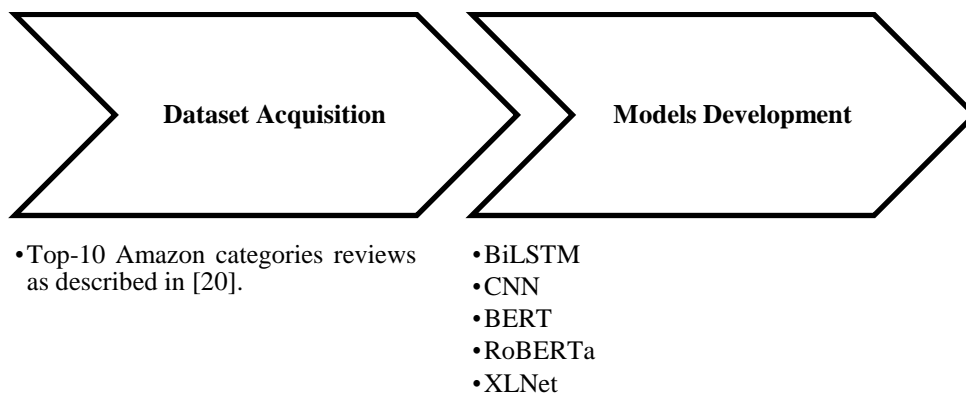 Dataset Acquisition
Models Development
•Top-10 Amazon categories reviews
as described in [20].
•BiLSTM
•CNN
•BERT
•RoBERTa
•XLNet